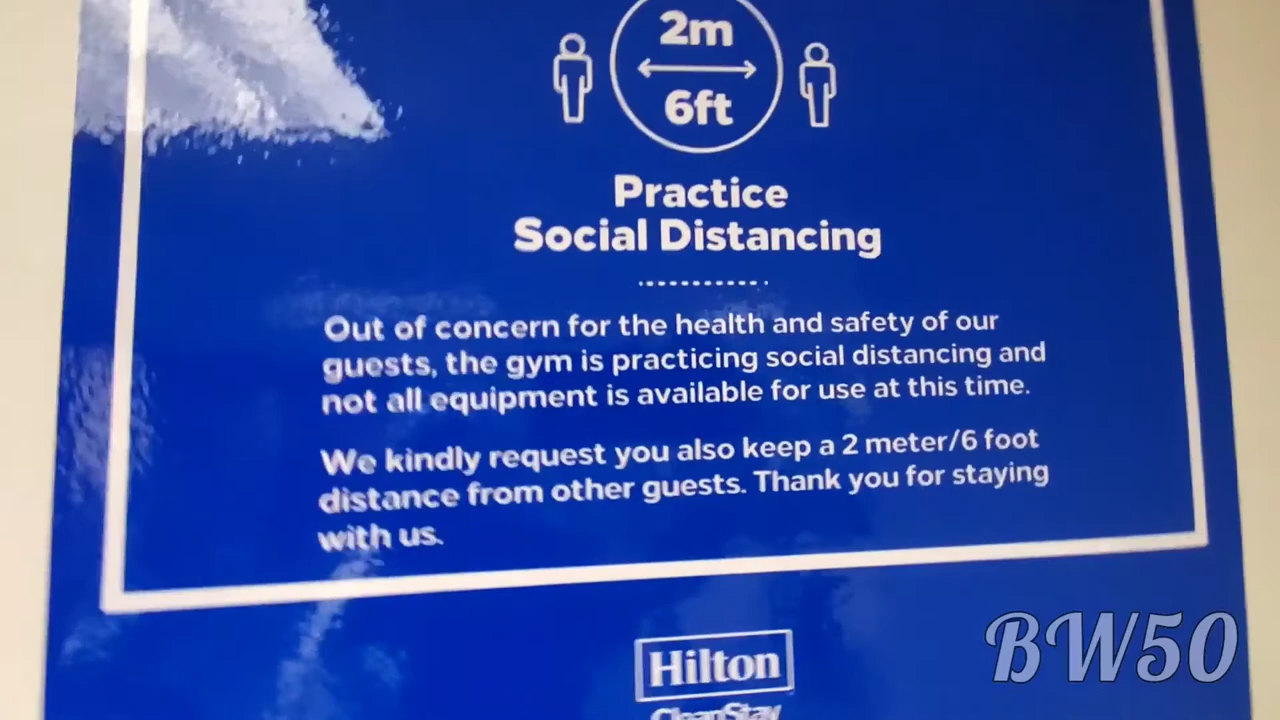 2m
6ft
Practice
Social Distancing
Out of concern for the health and safety of our
guests, the gym is practicing social distancing and
not all equipment is available for use at this time.
We kindly request you also keep a 2 meter/6 foot
distance from other guests. Thank you for staying
with us.
Hilton
CleanStay
BW50